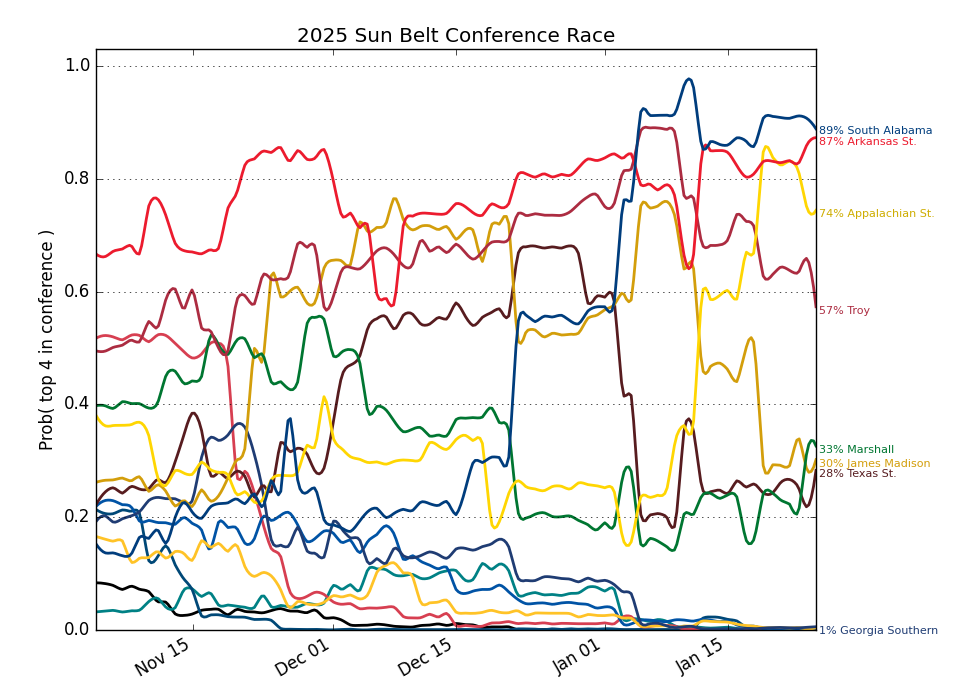 2025 Sun Belt Conference Race
1.0
0.8
0.6
0.4
0.2
0.0
Prob( top 4 in conference )
Nov 15
Dec 01
Dec 15
Jan 01
Jan 15
89% South Alabama
87% Arkansas St.
74% Appalachian St.
57% Troy
33% Marshall
30% James Madison
28% Texas St.
1% Georgia Southern